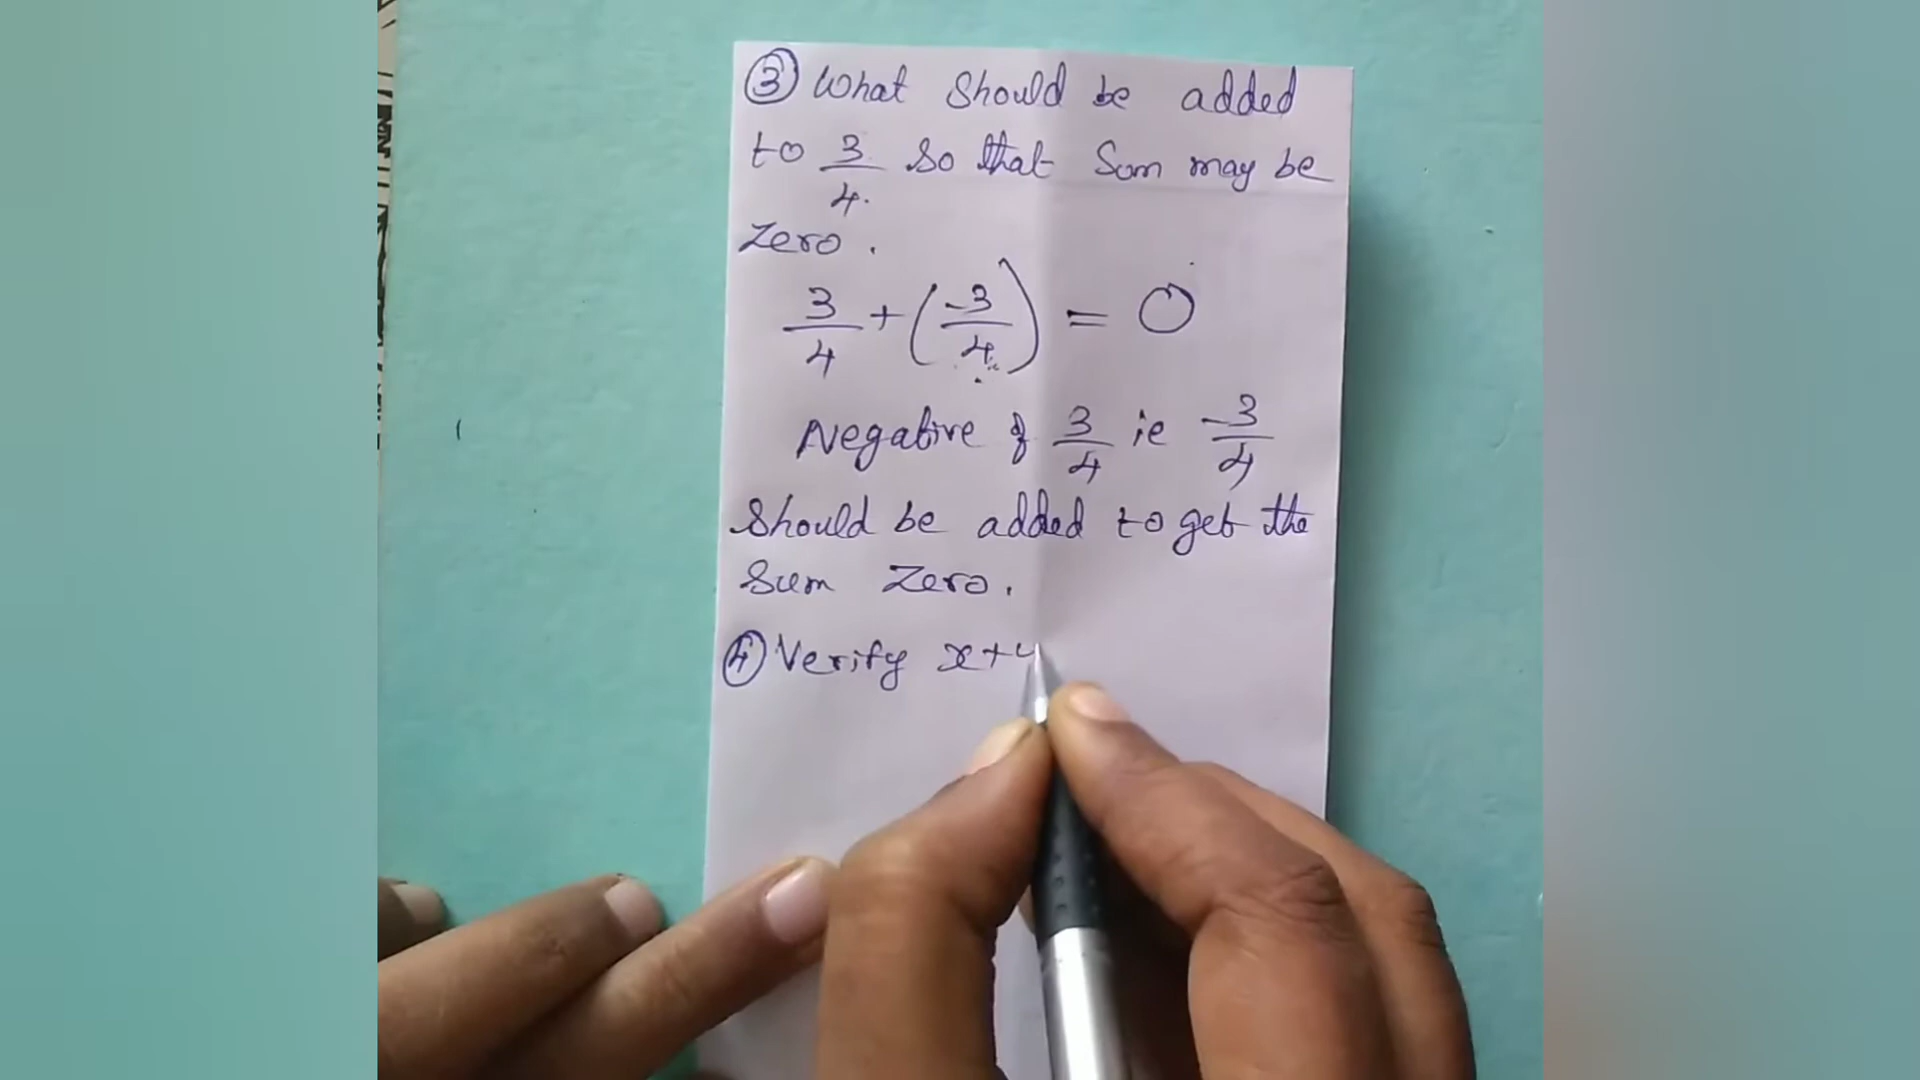 ③ What should be added
to 3/4 so that Sum may be
Zero.
3/4 + (-3/4) = 0
Negative of 3/4 ie -3/4
Should be added to get the
Sum Zero.
④ Verify x+